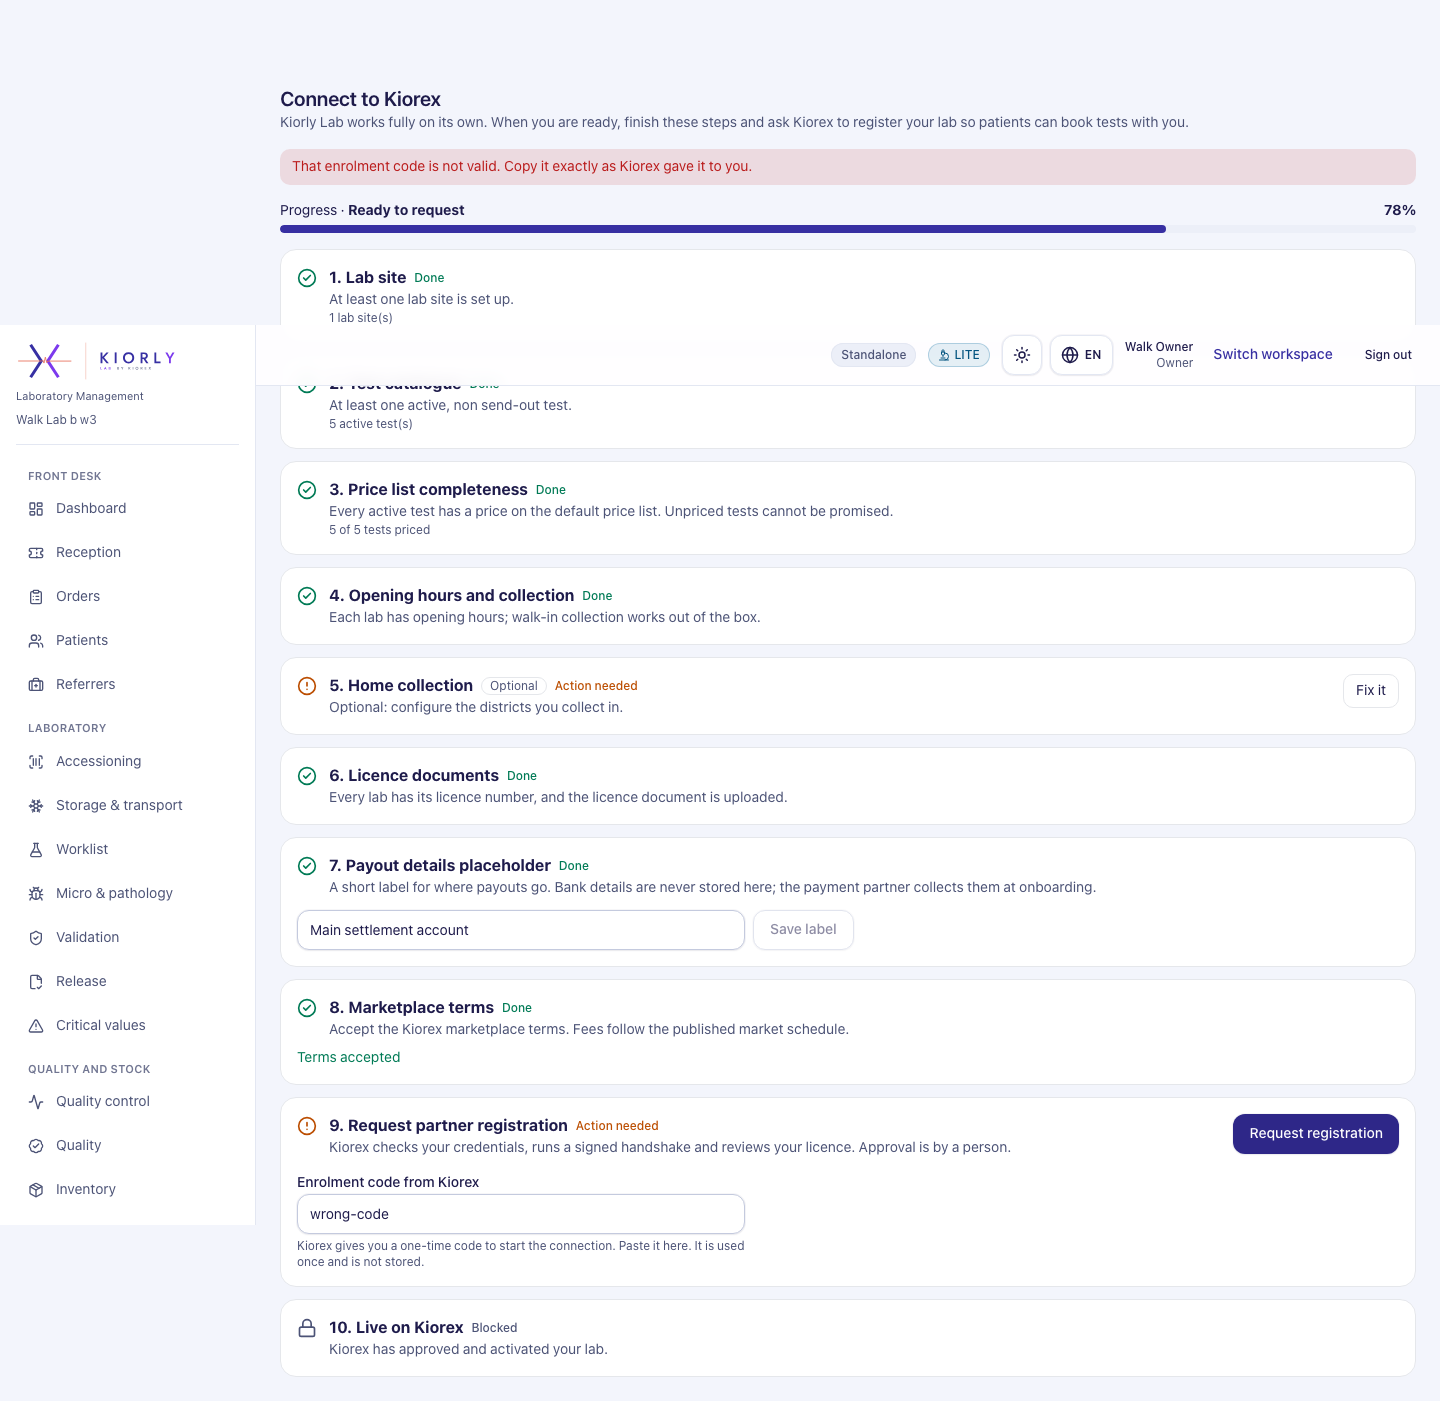 Connect to Kiorex
Kiorly Lab works fully on its own. When you are ready, finish these steps and ask Kiorex to register your lab so patients can book tests with you.
That enrolment code is not valid. Copy it exactly as Kiorex gave it to you.
Progress · Ready to request 78%
1. Lab site Done
At least one lab site is set up.
1 lab site(s)
KIORLY
LAB BY KIOREX
Laboratory Management
Walk Lab b w3
Standalone LITE EN Walk Owner
Owner
Switch workspace Sign out
FRONT DESK
Dashboard
Reception
Orders
Patients
Referrers
LABORATORY
Accessioning
Storage & transport
Worklist
Micro & pathology
Validation
Release
Critical values
QUALITY AND STOCK
Quality control
Quality
Inventory
2. Test catalogue Done
At least one active, non send-out test.
5 active test(s)
3. Price list completeness Done
Every active test has a price on the default price list. Unpriced tests cannot be promised.
5 of 5 tests priced
4. Opening hours and collection Done
Each lab has opening hours; walk-in collection works out of the box.
5. Home collection Optional Action needed
Optional: configure the districts you collect in.
Fix it
6. Licence documents Done
Every lab has its licence number, and the licence document is uploaded.
7. Payout details placeholder Done
A short label for where payouts go. Bank details are never stored here; the payment partner collects them at onboarding.
Main settlement account Save label
8. Marketplace terms Done
Accept the Kiorex marketplace terms. Fees follow the published market schedule.
Terms accepted
9. Request partner registration Action needed
Kiorex checks your credentials, runs a signed handshake and reviews your licence. Approval is by a person.
Request registration
Enrolment code from Kiorex
wrong-code
Kiorex gives you a one-time code to start the connection. Paste it here. It is used
once and is not stored.
10. Live on Kiorex Blocked
Kiorex has approved and activated your lab.